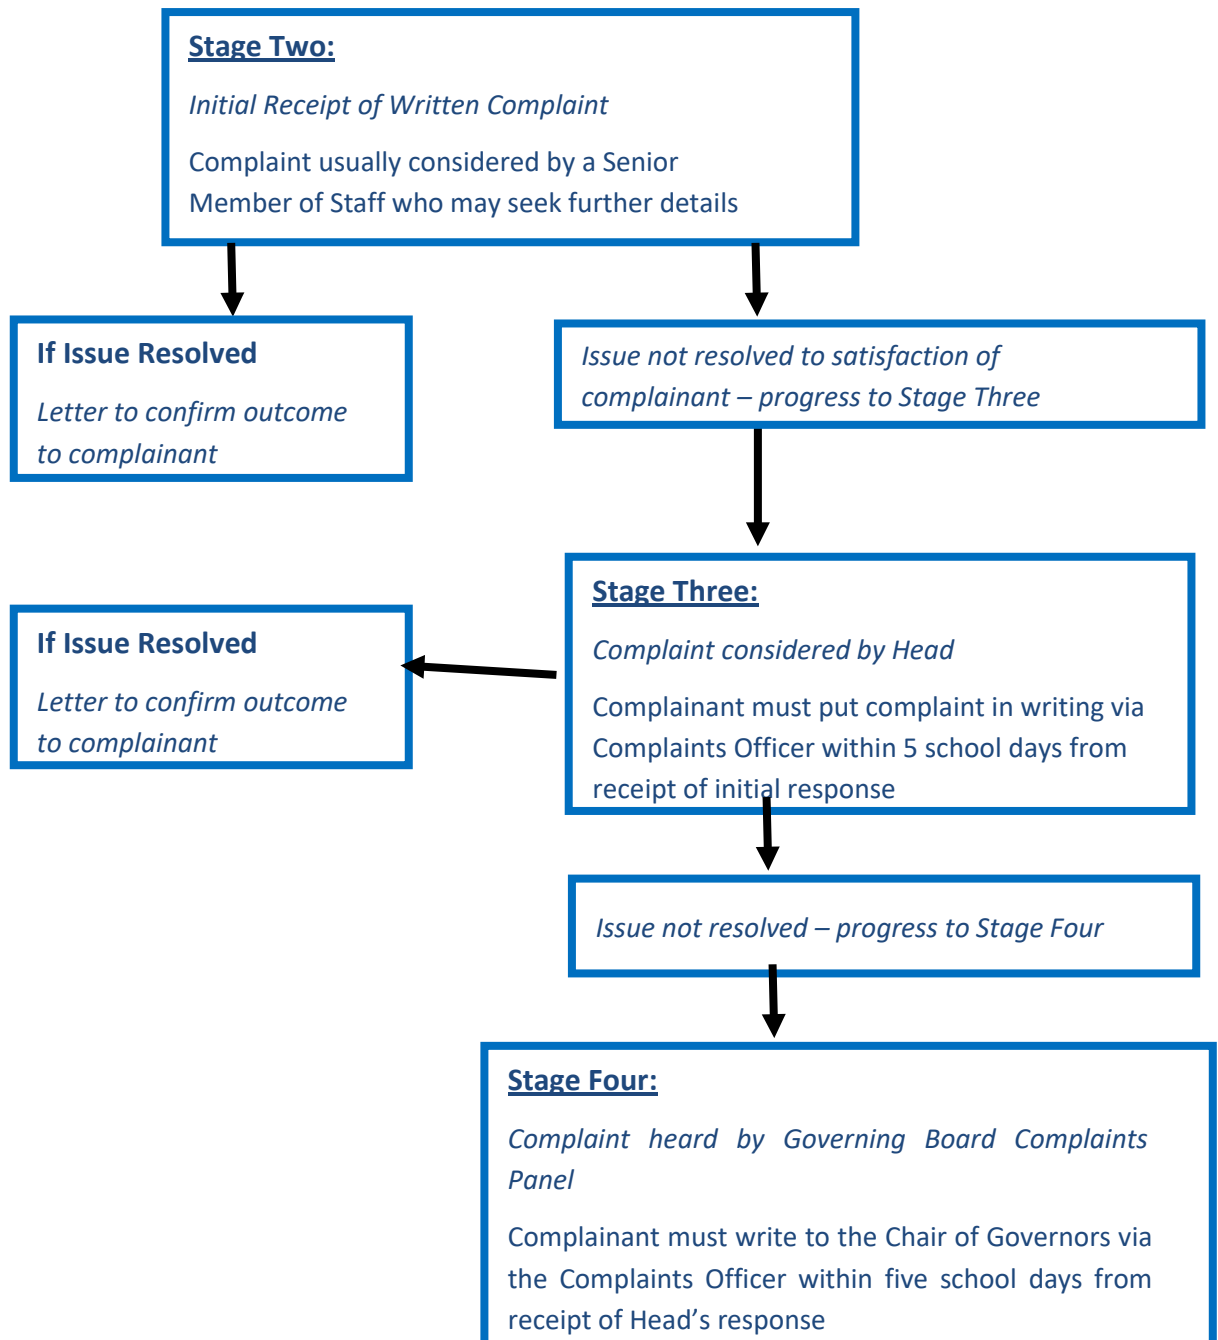 Stage Two:
Initial Receipt of Written Complaint
Complaint usually considered by a Senior
Member of Staff who may seek further details
If Issue Resolved
Letter to confirm outcome
to complainant
Issue not resolved to satisfaction of
complainant – progress to Stage Three
Stage Three:
Complaint considered by Head
Complainant must put complaint in writing via
Complaints Officer within 5 school days from
receipt of initial response
If Issue Resolved
Letter to confirm outcome
to complainant
Issue not resolved – progress to Stage Four
Stage Four:
Complaint heard by Governing Board Complaints
Panel
Complainant must write to the Chair of Governors via
the Complaints Officer within five school days from
receipt of Head’s response